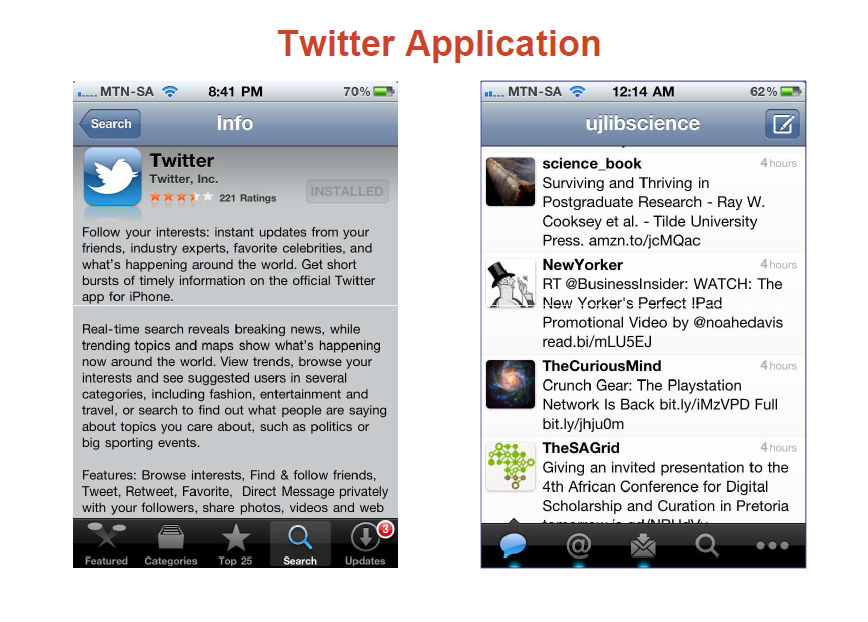 Twitter Application
MTN-SA 8:41 PM 70%
Search Info
Twitter
Twitter, Inc.
221 Ratings
INSTALLED
Follow your interests: instant updates from your
friends, industry experts, favorite celebrities, and
what's happening around the world. Get short
bursts of timely information on the official Twitter
app for iPhone.
Real-time search reveals breaking news, while
trending topics and maps show what's happening
now around the world. View trends, browse your
interests and see suggested users in several
categories, including fashion, entertainment and
travel, or search to find out what people are saying
about topics you care about, such as politics or
big sporting events.
Features: Browse interests, Find & follow friends,
Tweet, Retweet, Favorite, Direct Message privately
with your followers, share photos, videos and web
3
Featured Categories Top 25 Search Updates
MTN-SA 12:14 AM 62%
ujlibscience
science_book 4 hours
Surviving and Thriving in
Postgraduate Research - Ray W.
Cooksey et al. - Tilde University
Press. amzn.to/jcMQac
NewYorker 4 hours
RT @BusinessInsider: WATCH: The
New Yorker's Perfect IPad
Promotional Video by @noahedavis
read.bi/mLU5EJ
TheCuriousMind 4 hours
Crunch Gear: The Playstation
Network Is Back bit.ly/iMzVPD Full
bit.ly/jhju0m
TheSAGrid 4 hours
Giving an invited presentation to the
4th African Conference for Digital
Scholarship and Curation in Pretoria
tomorrow
@